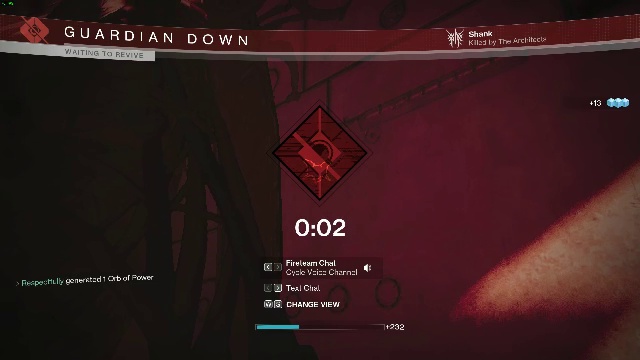 GUARDIAN DOWN
WAITING TO REVIVE
Shank
Killed by The Architects
+13
0:02
Fireteam Chat
Cycle Voice Channel
Text Chat
CHANGE VIEW
Respectfully generated 1 Orb of Power
+232